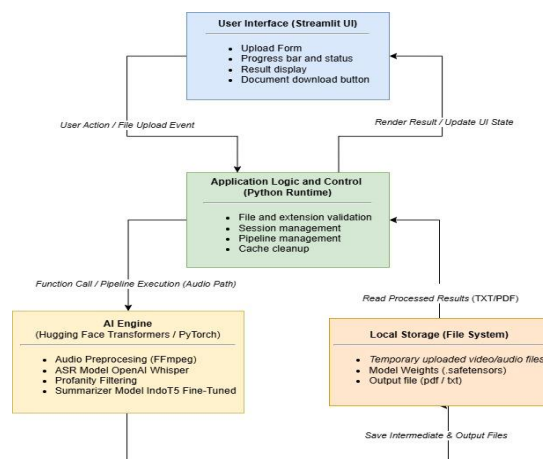 User Interface (Streamlit UI)
Upload Form
Progress bar and status
Result display
Document download button
User Action / File Upload Event
Render Result / Update UI State
Application Logic and Control
(Python Runtime)
File and extension validation
Session management
Pipeline management
Cache cleanup
Function Call / Pipeline Execution (Audio Path)
Read Processed Results (TXT/PDF)
AI Engine
(Hugging Face Transformers / PyTorch)
Audio Preprocesing (FFmpeg)
ASR Model OpenAI Whisper
Profanity Filtering
Summarizer Model IndoT5 Fine-Tuned
Local Storage (File System)
Temporary uploaded video/audio files
Model Weights (.safetensors)
Output file (pdf / txt)
Save Intermediate & Output Files